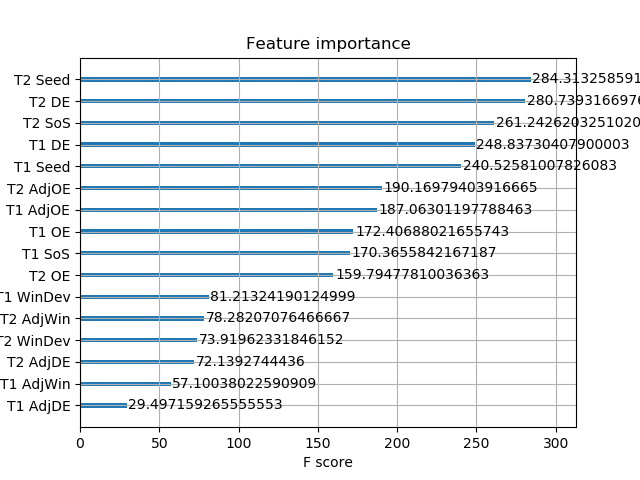 Feature importance
T2 Seed 284.313258591
T2 DE 280.7393166976
T2 SoS 261.2426203251020
T1 DE 248.83730407900003
T1 Seed 240.52581007826083
T2 AdjOE 190.16979403916665
T1 AdjOE 187.06301197788463
T1 OE 172.40688021655743
T1 SoS 170.3655842167187
T2 OE 159.79477810036363
T1 WinDev 81.21324190124999
T2 AdjWin 78.28207076466667
T2 WinDev 73.91962331846152
T2 AdjDE 72.1392744436
T1 AdjWin 57.10038022590909
T1 AdjDE 29.497159265555553
0 50 100 150 200 250 300
F score